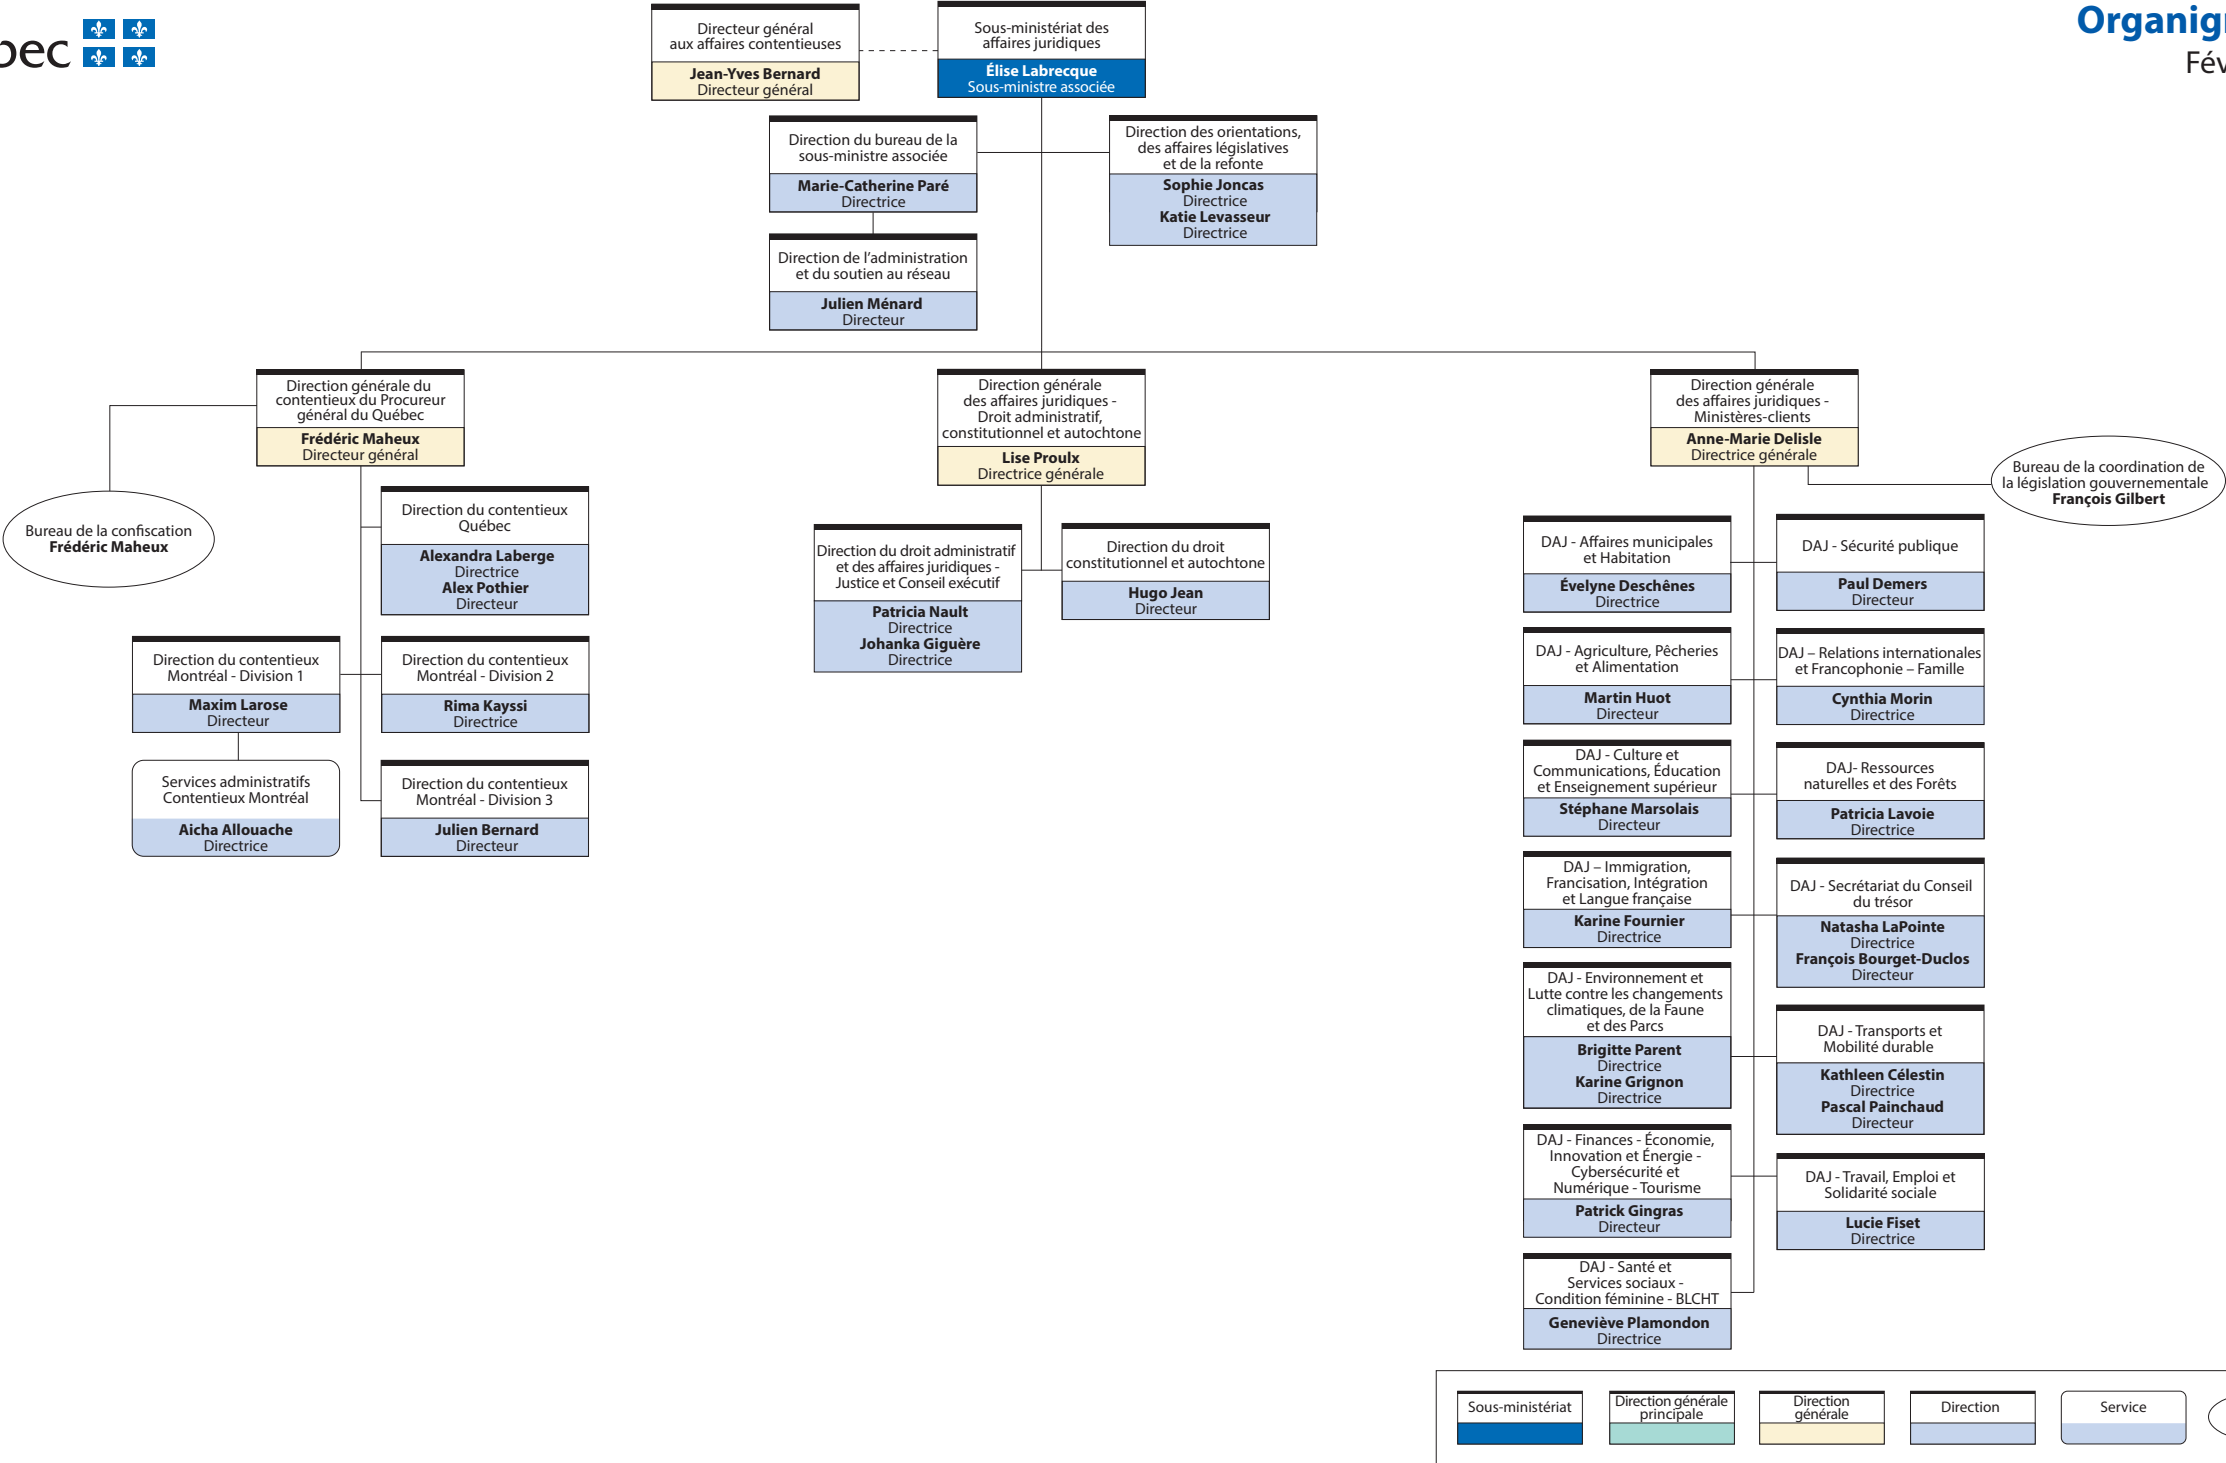 Directeur général
aux affaires contentieuses
Jean-Yves Bernard
Directeur général
Sous-ministériat des
affaires juridiques
Élise Labrecque
Sous-ministre associée
Direction du bureau de la
sous-ministre associée
Marie-Catherine Paré
Directrice
Direction des orientations,
des affaires législatives
et de la refonte
Sophie Joncas
Directrice
Katie Levasseur
Directrice
Direction de l'administration
et du soutien au réseau
Julien Ménard
Directeur
Direction générale du
contentieux du Procureur
général du Québec
Frédéric Maheux
Directeur général
Bureau de la confiscation
Frédéric Maheux
Direction du contentieux
Québec
Alexandra Laberge
Directrice
Alex Pothier
Directeur
Direction du contentieux
Montréal - Division 1
Maxim Larose
Directeur
Direction du contentieux
Montréal - Division 2
Rima Kayssi
Directrice
Services administratifs
Contentieux Montréal
Aicha Allouache
Directrice
Direction du contentieux
Montréal - Division 3
Julien Bernard
Directeur
Direction générale
des affaires juridiques -
Droit administratif,
constitutionnel et autochtone
Lise Proulx
Directrice générale
Direction du droit administratif
et des affaires juridiques -
Justice et Conseil exécutif
Patricia Nault
Directrice
Johanka Giguère
Directrice
Direction du droit
constitutionnel et autochtone
Hugo Jean
Directeur
Direction générale
des affaires juridiques -
Ministères-clients
Anne-Marie Delisle
Directrice générale
Bureau de la coordination de
la législation gouvernementale
François Gilbert
DAJ - Affaires municipales
et Habitation
Évelyne Deschênes
Directrice
DAJ - Sécurité publique
Paul Demers
Directeur
DAJ - Agriculture, Pêcheries
et Alimentation
Martin Huot
Directeur
DAJ – Relations internationales
et Francophonie – Famille
Cynthia Morin
Directrice
DAJ - Culture et
Communications, Éducation
et Enseignement supérieur
Stéphane Marsolais
Directeur
DAJ- Ressources
naturelles et des Forêts
Patricia Lavoie
Directrice
DAJ – Immigration,
Francisation, Intégration
et Langue française
Karine Fournier
Directrice
DAJ - Secrétariat du Conseil
du trésor
Natasha LaPointe
Directrice
François Bourget-Duclos
Directeur
DAJ - Environnement et
Lutte contre les changements
climatiques, de la Faune
et des Parcs
Brigitte Parent
Directrice
Karine Grignon
Directrice
DAJ - Transports et
Mobilité durable
Kathleen Célestin
Directrice
Pascal Painchaud
Directeur
DAJ - Finances - Économie,
Innovation et Énergie -
Cybersécurité et
Numérique - Tourisme
Patrick Gingras
Directeur
DAJ - Travail, Emploi et
Solidarité sociale
Lucie Fiset
Directrice
DAJ - Santé et
Services sociaux -
Condition féminine - BLCHT
Geneviève Plamondon
Directrice
Sous-ministériat
Direction générale
principale
Direction
générale
Direction
Service